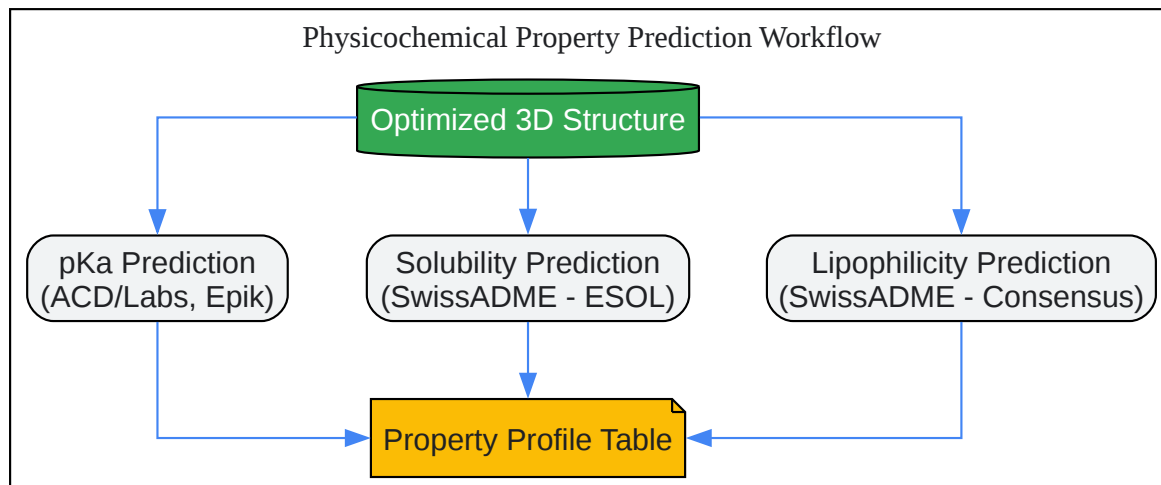 Physicochemical Property Prediction Workflow
Optimized 3D Structure
pKa Prediction
(ACD/Labs, Epik)
Solubility Prediction
(SwissADME - ESOL)
Lipophilicity Prediction
(SwissADME - Consensus)
Property Profile Table